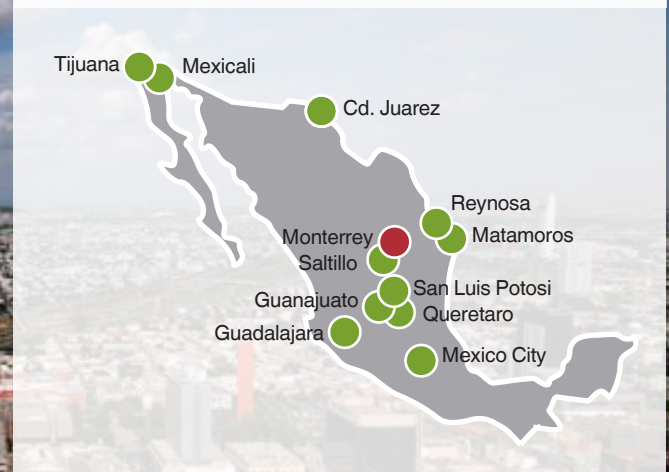 Tijuana
Mexicali
Cd. Juarez
Reynosa
Matamoros
Monterrey
Saltillo
San Luis Potosi
Guanajuato
Queretaro
Guadalajara
Mexico City